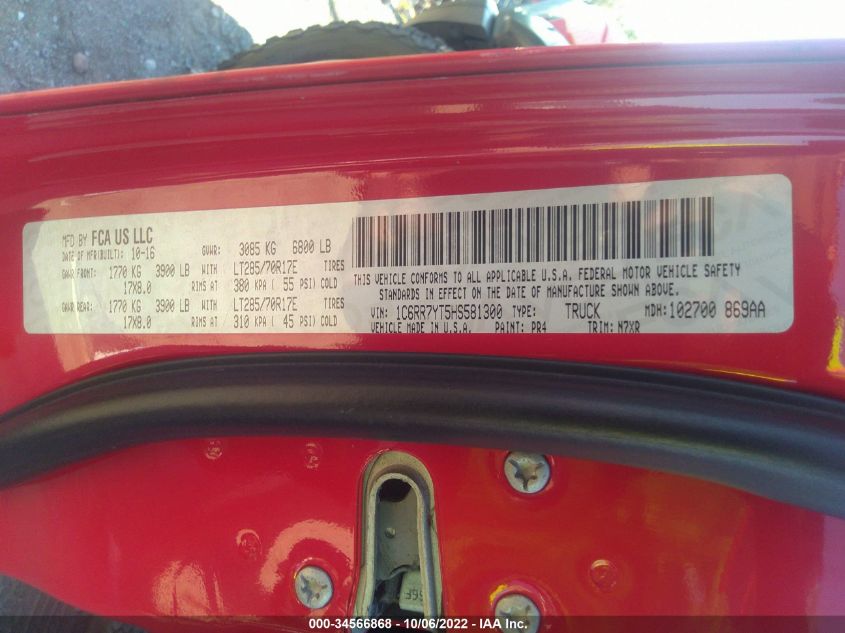 MFD BY FCA US LLC
DATE OF MFR(BUILT): 10-16 GVWR: 3085 KG 6800 LB
GAWR FRONT: 1770 KG 3900 LB WITH LT285/70R17E TIRES
17X8.0 RIMS AT 380 KPA ( 55 PSI) COLD
GAWR REAR: 1770 KG 3900 LB WITH LT285/70R17E TIRES
17X8.0 RIMS AT 310 KPA ( 45 PSI) COLD
THIS VEHICLE CONFORMS TO ALL APPLICABLE U.S.A. FEDERAL MOTOR VEHICLE SAFETY
STANDARDS IN EFFECT ON THE DATE OF MANUFACTURE SHOWN ABOVE.
VIN: 1C6RR7YT5HS581300 TYPE: TRUCK MDH: 102700 869AA
VEHICLE MADE IN U.S.A. PAINT: PR4 TRIM: N7XR
000-34566868 - 10/06/2022 - IAA Inc.